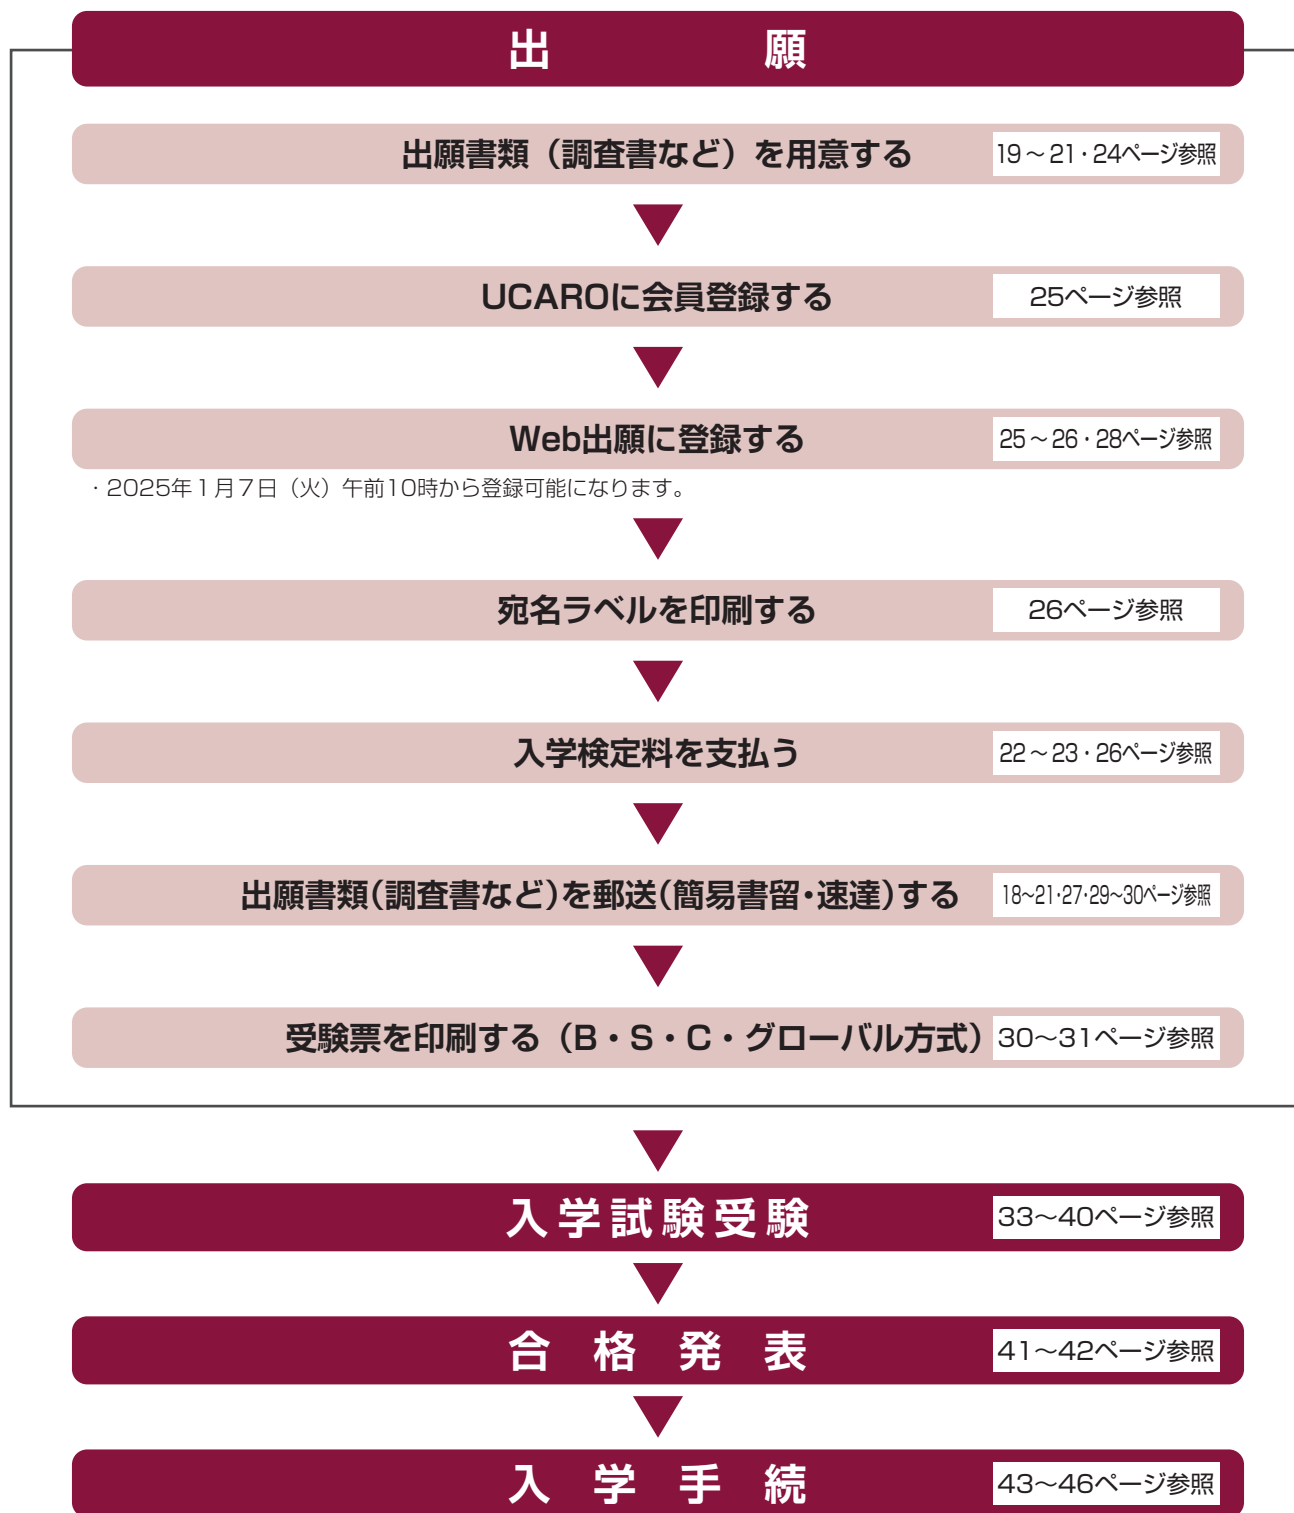 出　願
出願書類（調査書など）を用意する 19～21・24ページ参照
UCAROに会員登録する 25ページ参照
Web出願に登録する 25～26・28ページ参照
・2025年1月7日（火）午前10時から登録可能になります。
宛名ラベルを印刷する 26ページ参照
入学検定料を支払う 22～23・26ページ参照
出願書類（調査書など）を郵送（簡易書留・速達）する 18～21・27・29～30ページ参照
受験票を印刷する（B・S・C・グローバル方式） 30～31ページ参照
入学試験受験 33～40ページ参照
合格発表 41～42ページ参照
入学手続 43～46ページ参照